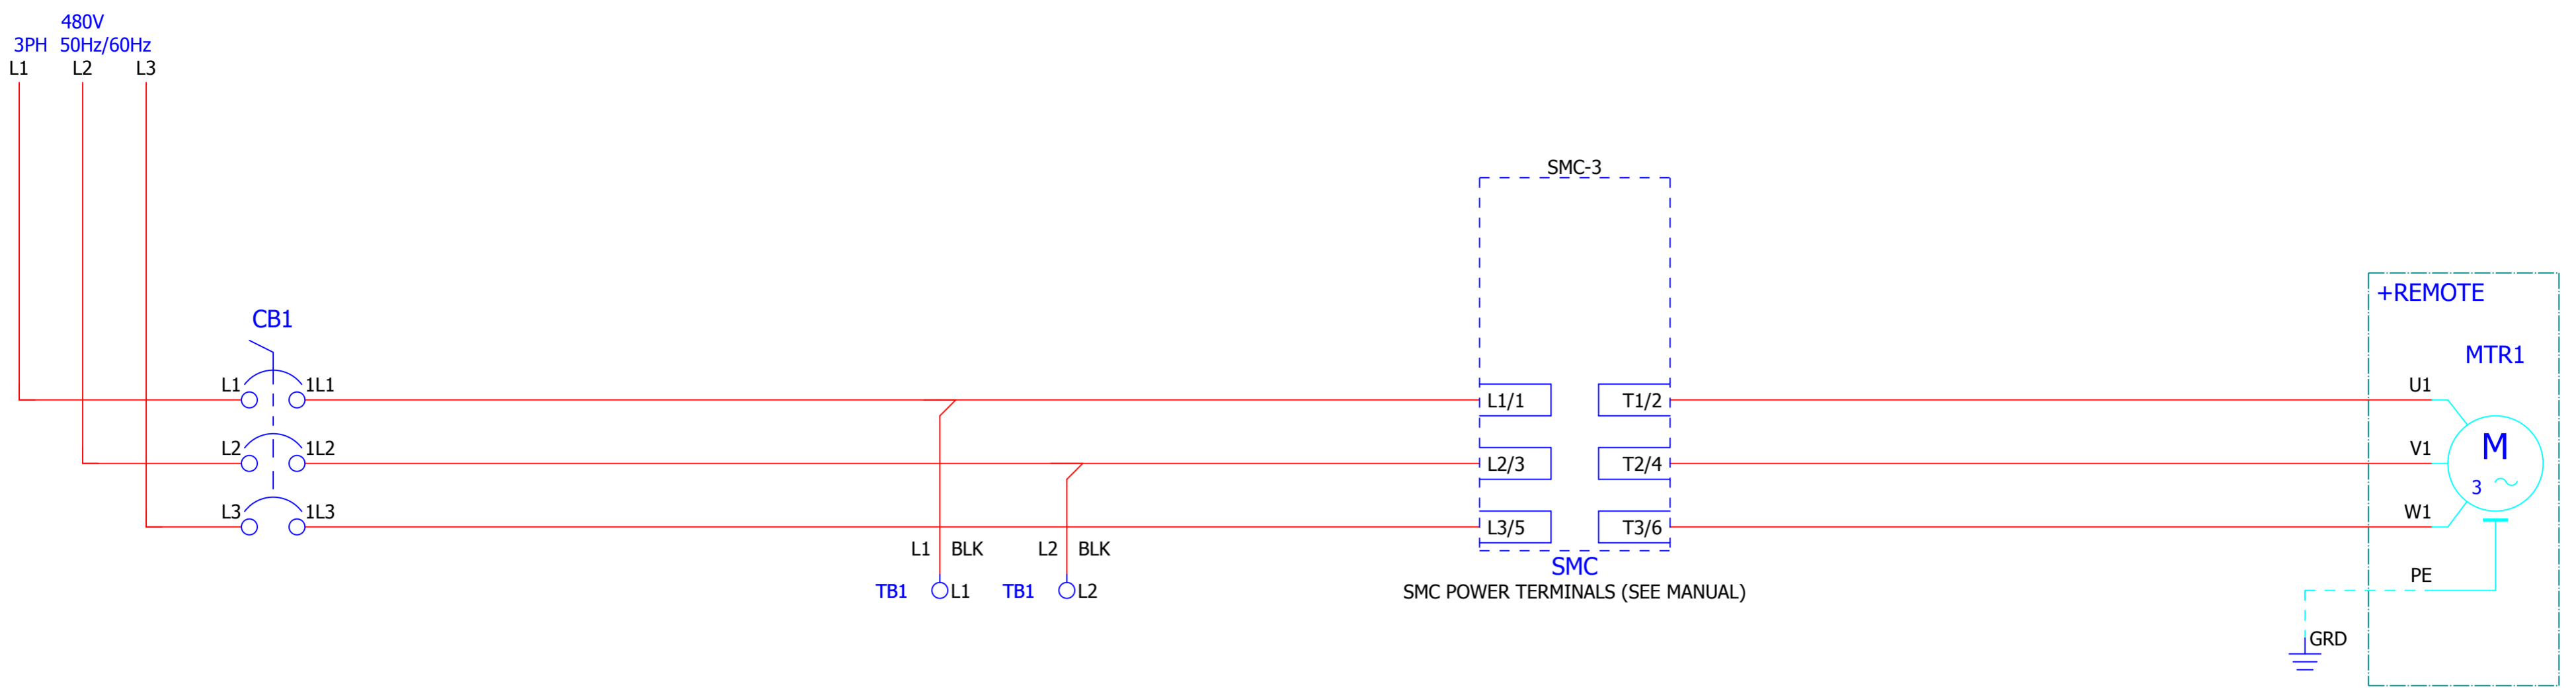 480V
3PH 50Hz/60Hz
L1 L2 L3
SMC-3
+REMOTE
CB1
MTR1
L1 1L1
L1/1 T1/2
U1
L2 1L2
L2/3 T2/4
V1
M
3
L3 1L3
L3/5 T3/6
W1
L1 BLK L2 BLK
SMC
PE
TB1 L1 TB1 L2
SMC POWER TERMINALS (SEE MANUAL)
GRD